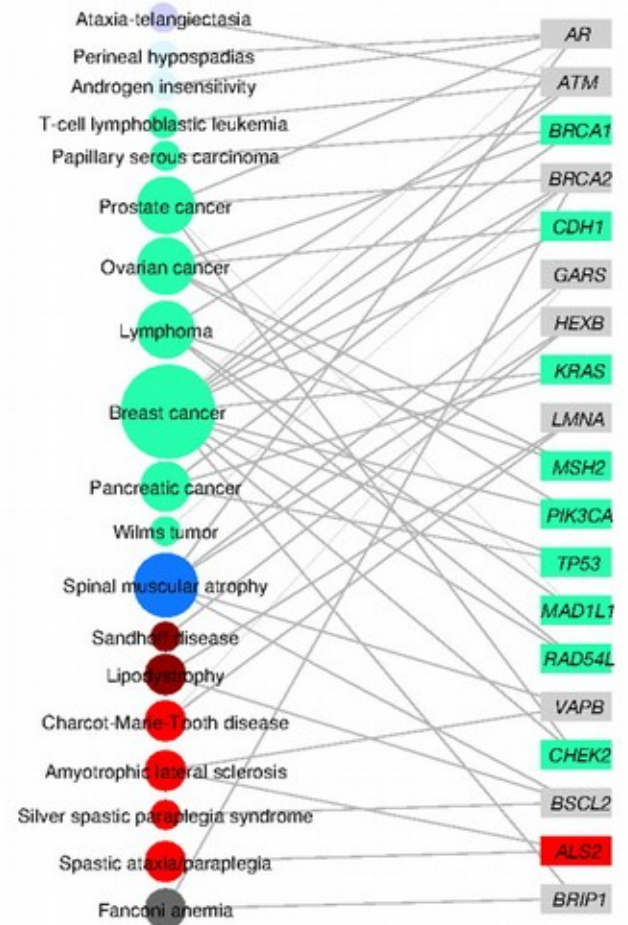 Ataxia-telangiectasia
Perineal hypospadias
Androgen insensitivity
T-cell lymphoblastic leukemia
Papillary serous carcinoma
Prostate cancer
Ovarian cancer
Lymphoma
Breast cancer
Pancreatic cancer
Wilms tumor
Spinal muscular atrophy
Sandhoff disease
Lipodystrophy
Charcot-Marie-Tooth disease
Amyotrophic lateral sclerosis
Silver spastic paraplegia syndrome
Spastic ataxia/paraplegia
Fanconi anemia
AR
ATM
BRCA1
BRCA2
CDH1
GARS
HEXB
KRAS
LMNA
MSH2
PIK3CA
TP53
MAD1L1
RAD54L
VAPB
CHEK2
BSCL2
ALS2
BRIP1